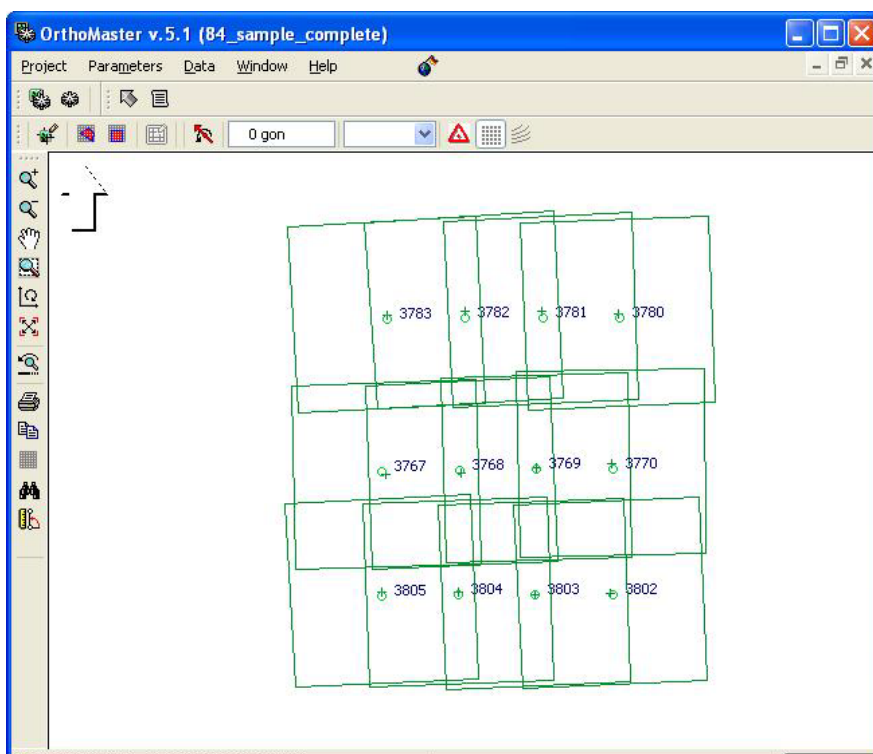 OrthoMaster v.5.1 (84_sample_complete)
Project Parameters Data Window Help
0 gon
3783 3782 3781 3780
3767 3768 3769 3770
3805 3804 3803 3802